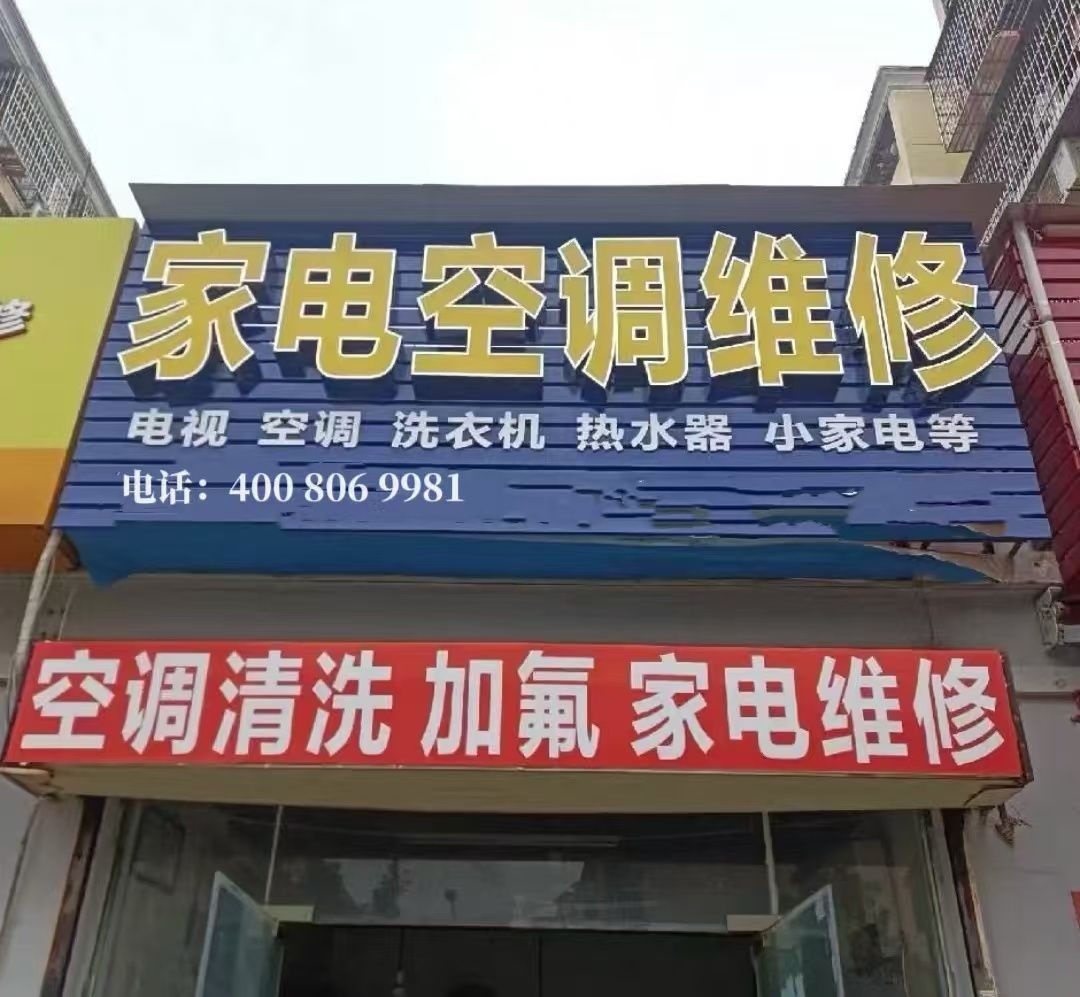 家电空调维修
电视 空调 洗衣机 热水器 小家电等
电话：400 806 9981
空调清洗 加氟 家电维修
修